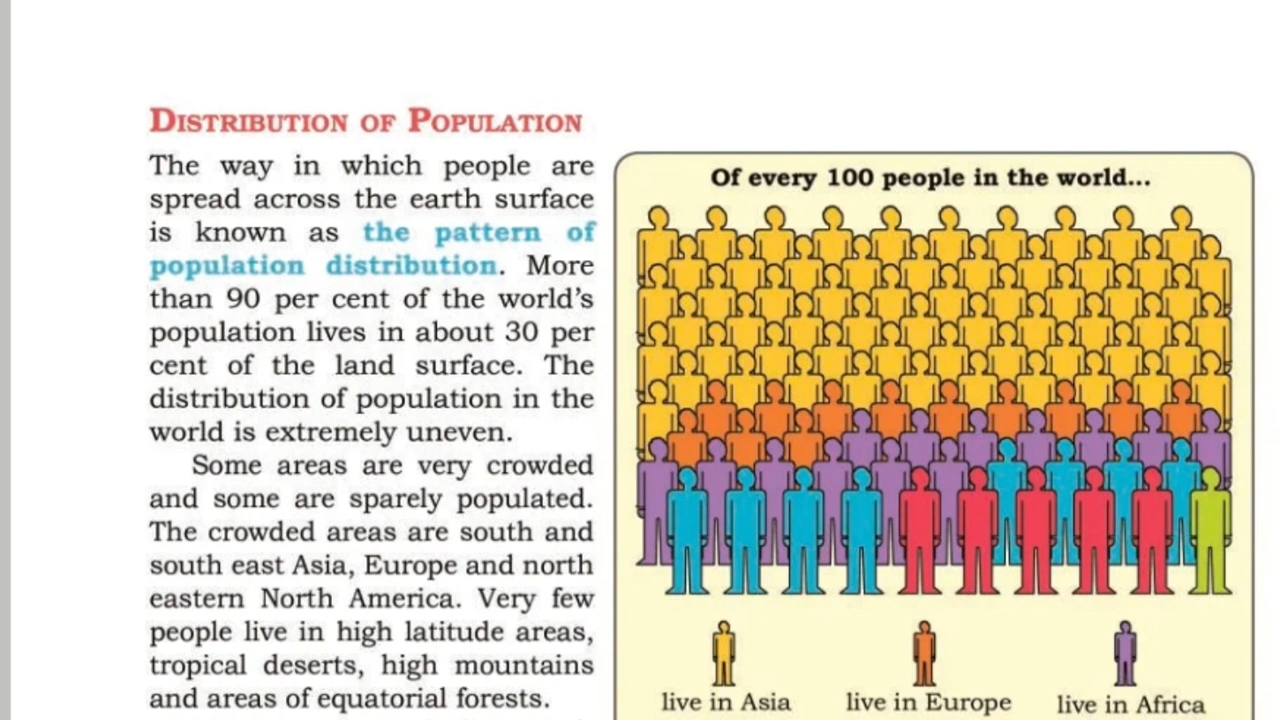 DISTRIBUTION OF POPULATION
The way in which people are
spread across the earth surface
is known as the pattern of
population distribution. More
than 90 per cent of the world's
population lives in about 30 per
cent of the land surface. The
distribution of population in the
world is extremely uneven.
Some areas are very crowded
and some are sparely populated.
The crowded areas are south and
south east Asia, Europe and north
eastern North America. Very few
people live in high latitude areas,
tropical deserts, high mountains
and areas of equatorial forests.
Of every 100 people in the world...
live in Asia
live in Europe
live in Africa